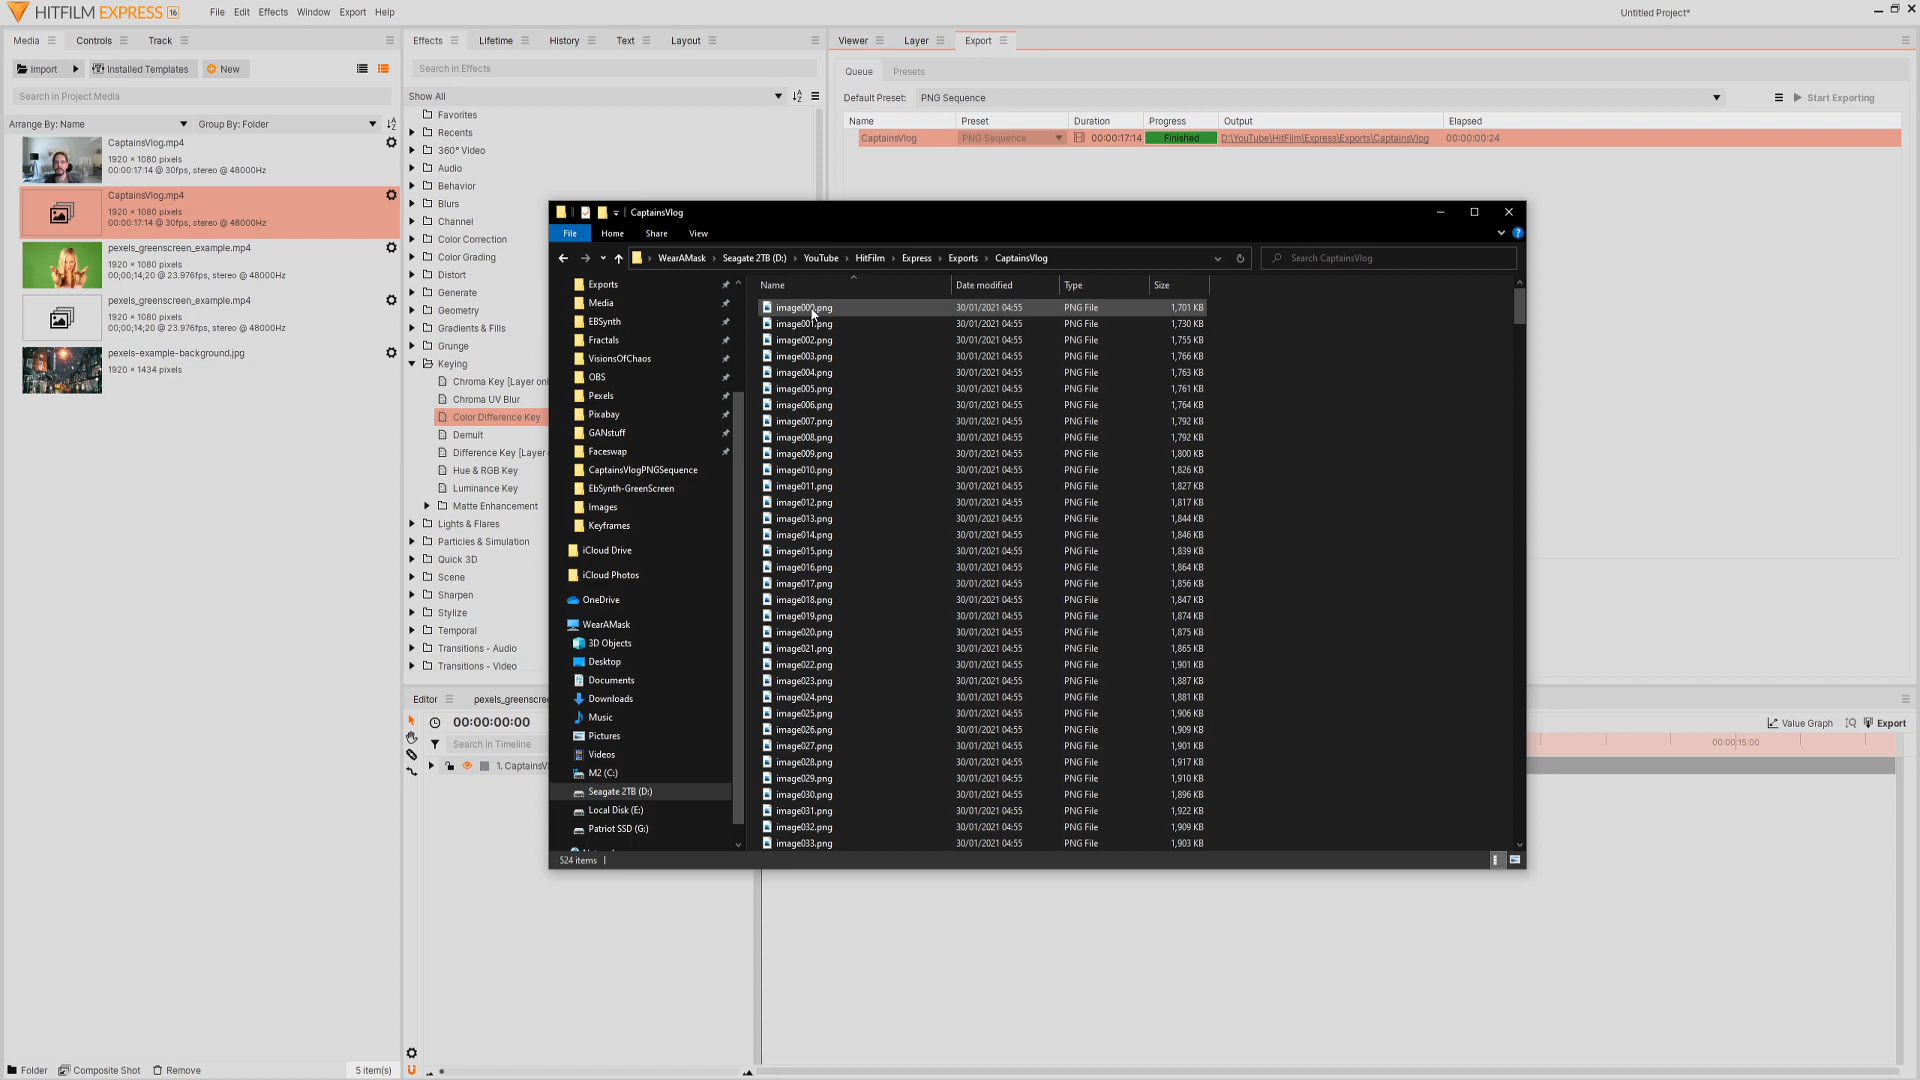 HITFILM EXPRESS 16
File Edit Effects Window Export Help
Untitled Project*
Media Controls Track
Import Installed Templates New
Search in Project Media
Arrange By: Name Group By: Folder
CaptainsVlog.mp4
1920 × 1080 pixels
00:00:17:14 @ 30fps, stereo @ 48000Hz
CaptainsVlog.mp4
1920 × 1080 pixels
00:00:17:14 @ 30fps, stereo @ 48000Hz
pexels_greenscreen_example.mp4
1920 × 1080 pixels
00;00;14;20 @ 23.976fps, stereo @ 48000Hz
pexels_greenscreen_example.mp4
1920 × 1080 pixels
00;00;14;20 @ 23.976fps, stereo @ 48000Hz
pexels-example-background.jpg
1920 × 1434 pixels
Folder Composite Shot Remove 5 item(s)
Effects Lifetime History Text Layout
Search in Effects
Show All
Favorites
Recents
360° Video
Audio
Behavior
Blurs
Channel
Color Correction
Color Grading
Distort
Generate
Geometry
Gradients & Fills
Grunge
Keying
Chroma Key [Layer onl
Chroma UV Blur
Color Difference Key
Demult
Difference Key [Layer
Hue & RGB Key
Luminance Key
Matte Enhancement
Lights & Flares
Particles & Simulation
Quick 3D
Scene
Sharpen
Stylize
Temporal
Transitions - Audio
Transitions - Video
Viewer Layer Export
Queue Presets
Default Preset: PNG Sequence Start Exporting
Name Preset Duration Progress Output Elapsed
CaptainsVlog PNG Sequence 00:00:17:14 Finished D:\YouTube\HitFilm\Express\Exports\CaptainsVlog 00:00:00:24
CaptainsVlog
File Home Share View
WearAMask Seagate 2TB (D:) YouTube HitFilm Express Exports CaptainsVlog
Search CaptainsVlog
Exports
Media
EBSynth
Fractals
VisionsOfChaos
OBS
Pexels
Pixabay
GANstuff
Faceswap
CaptainsVlogPNGSequence
EbSynth-GreenScreen
Images
Keyframes
iCloud Drive
iCloud Photos
OneDrive
WearAMask
3D Objects
Desktop
Documents
Downloads
Music
Pictures
Videos
M2 (C:)
Seagate 2TB (D:)
Local Disk (E:)
Patriot SSD (G:)
Name Date modified Type Size
image000.png 30/01/2021 04:55 PNG File 1,701 KB
image001.png 30/01/2021 04:55 PNG File 1,730 KB
image002.png 30/01/2021 04:55 PNG File 1,755 KB
image003.png 30/01/2021 04:55 PNG File 1,766 KB
image004.png 30/01/2021 04:55 PNG File 1,763 KB
image005.png 30/01/2021 04:55 PNG File 1,761 KB
image006.png 30/01/2021 04:55 PNG File 1,764 KB
image007.png 30/01/2021 04:55 PNG File 1,792 KB
image008.png 30/01/2021 04:55 PNG File 1,792 KB
image009.png 30/01/2021 04:55 PNG File 1,800 KB
image010.png 30/01/2021 04:55 PNG File 1,826 KB
image011.png 30/01/2021 04:55 PNG File 1,827 KB
image012.png 30/01/2021 04:55 PNG File 1,817 KB
image013.png 30/01/2021 04:55 PNG File 1,844 KB
image014.png 30/01/2021 04:55 PNG File 1,846 KB
image015.png 30/01/2021 04:55 PNG File 1,839 KB
image016.png 30/01/2021 04:55 PNG File 1,864 KB
image017.png 30/01/2021 04:55 PNG File 1,856 KB
image018.png 30/01/2021 04:55 PNG File 1,847 KB
image019.png 30/01/2021 04:55 PNG File 1,874 KB
image020.png 30/01/2021 04:55 PNG File 1,875 KB
image021.png 30/01/2021 04:55 PNG File 1,865 KB
image022.png 30/01/2021 04:55 PNG File 1,901 KB
image023.png 30/01/2021 04:55 PNG File 1,887 KB
image024.png 30/01/2021 04:55 PNG File 1,881 KB
image025.png 30/01/2021 04:55 PNG File 1,906 KB
image026.png 30/01/2021 04:55 PNG File 1,909 KB
image027.png 30/01/2021 04:55 PNG File 1,901 KB
image028.png 30/01/2021 04:55 PNG File 1,917 KB
image029.png 30/01/2021 04:55 PNG File 1,910 KB
image030.png 30/01/2021 04:55 PNG File 1,896 KB
image031.png 30/01/2021 04:55 PNG File 1,922 KB
image032.png 30/01/2021 04:55 PNG File 1,909 KB
image033.png 30/01/2021 04:55 PNG File 1,903 KB
524 items
Editor pexels_greenscree
00:00:00:00
Search in Timeline
1. CaptainsV
Value Graph Export
00:00:15:00